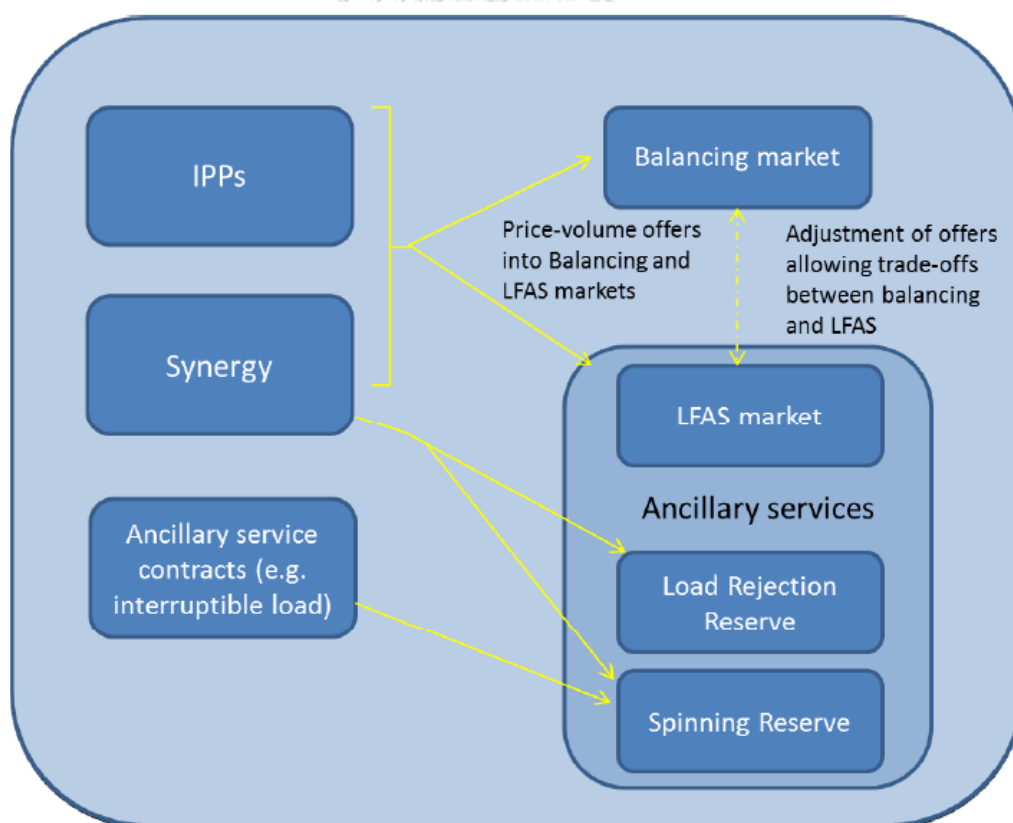 IPPs
Balancing market
Price-volume offers
into Balancing and
LFAS markets
Adjustment of offers
allowing trade-offs
between balancing
and LFAS
Synergy
LFAS market
Ancillary services
Ancillary service
contracts (e.g.
interruptible load)
Load Rejection
Reserve
Spinning Reserve